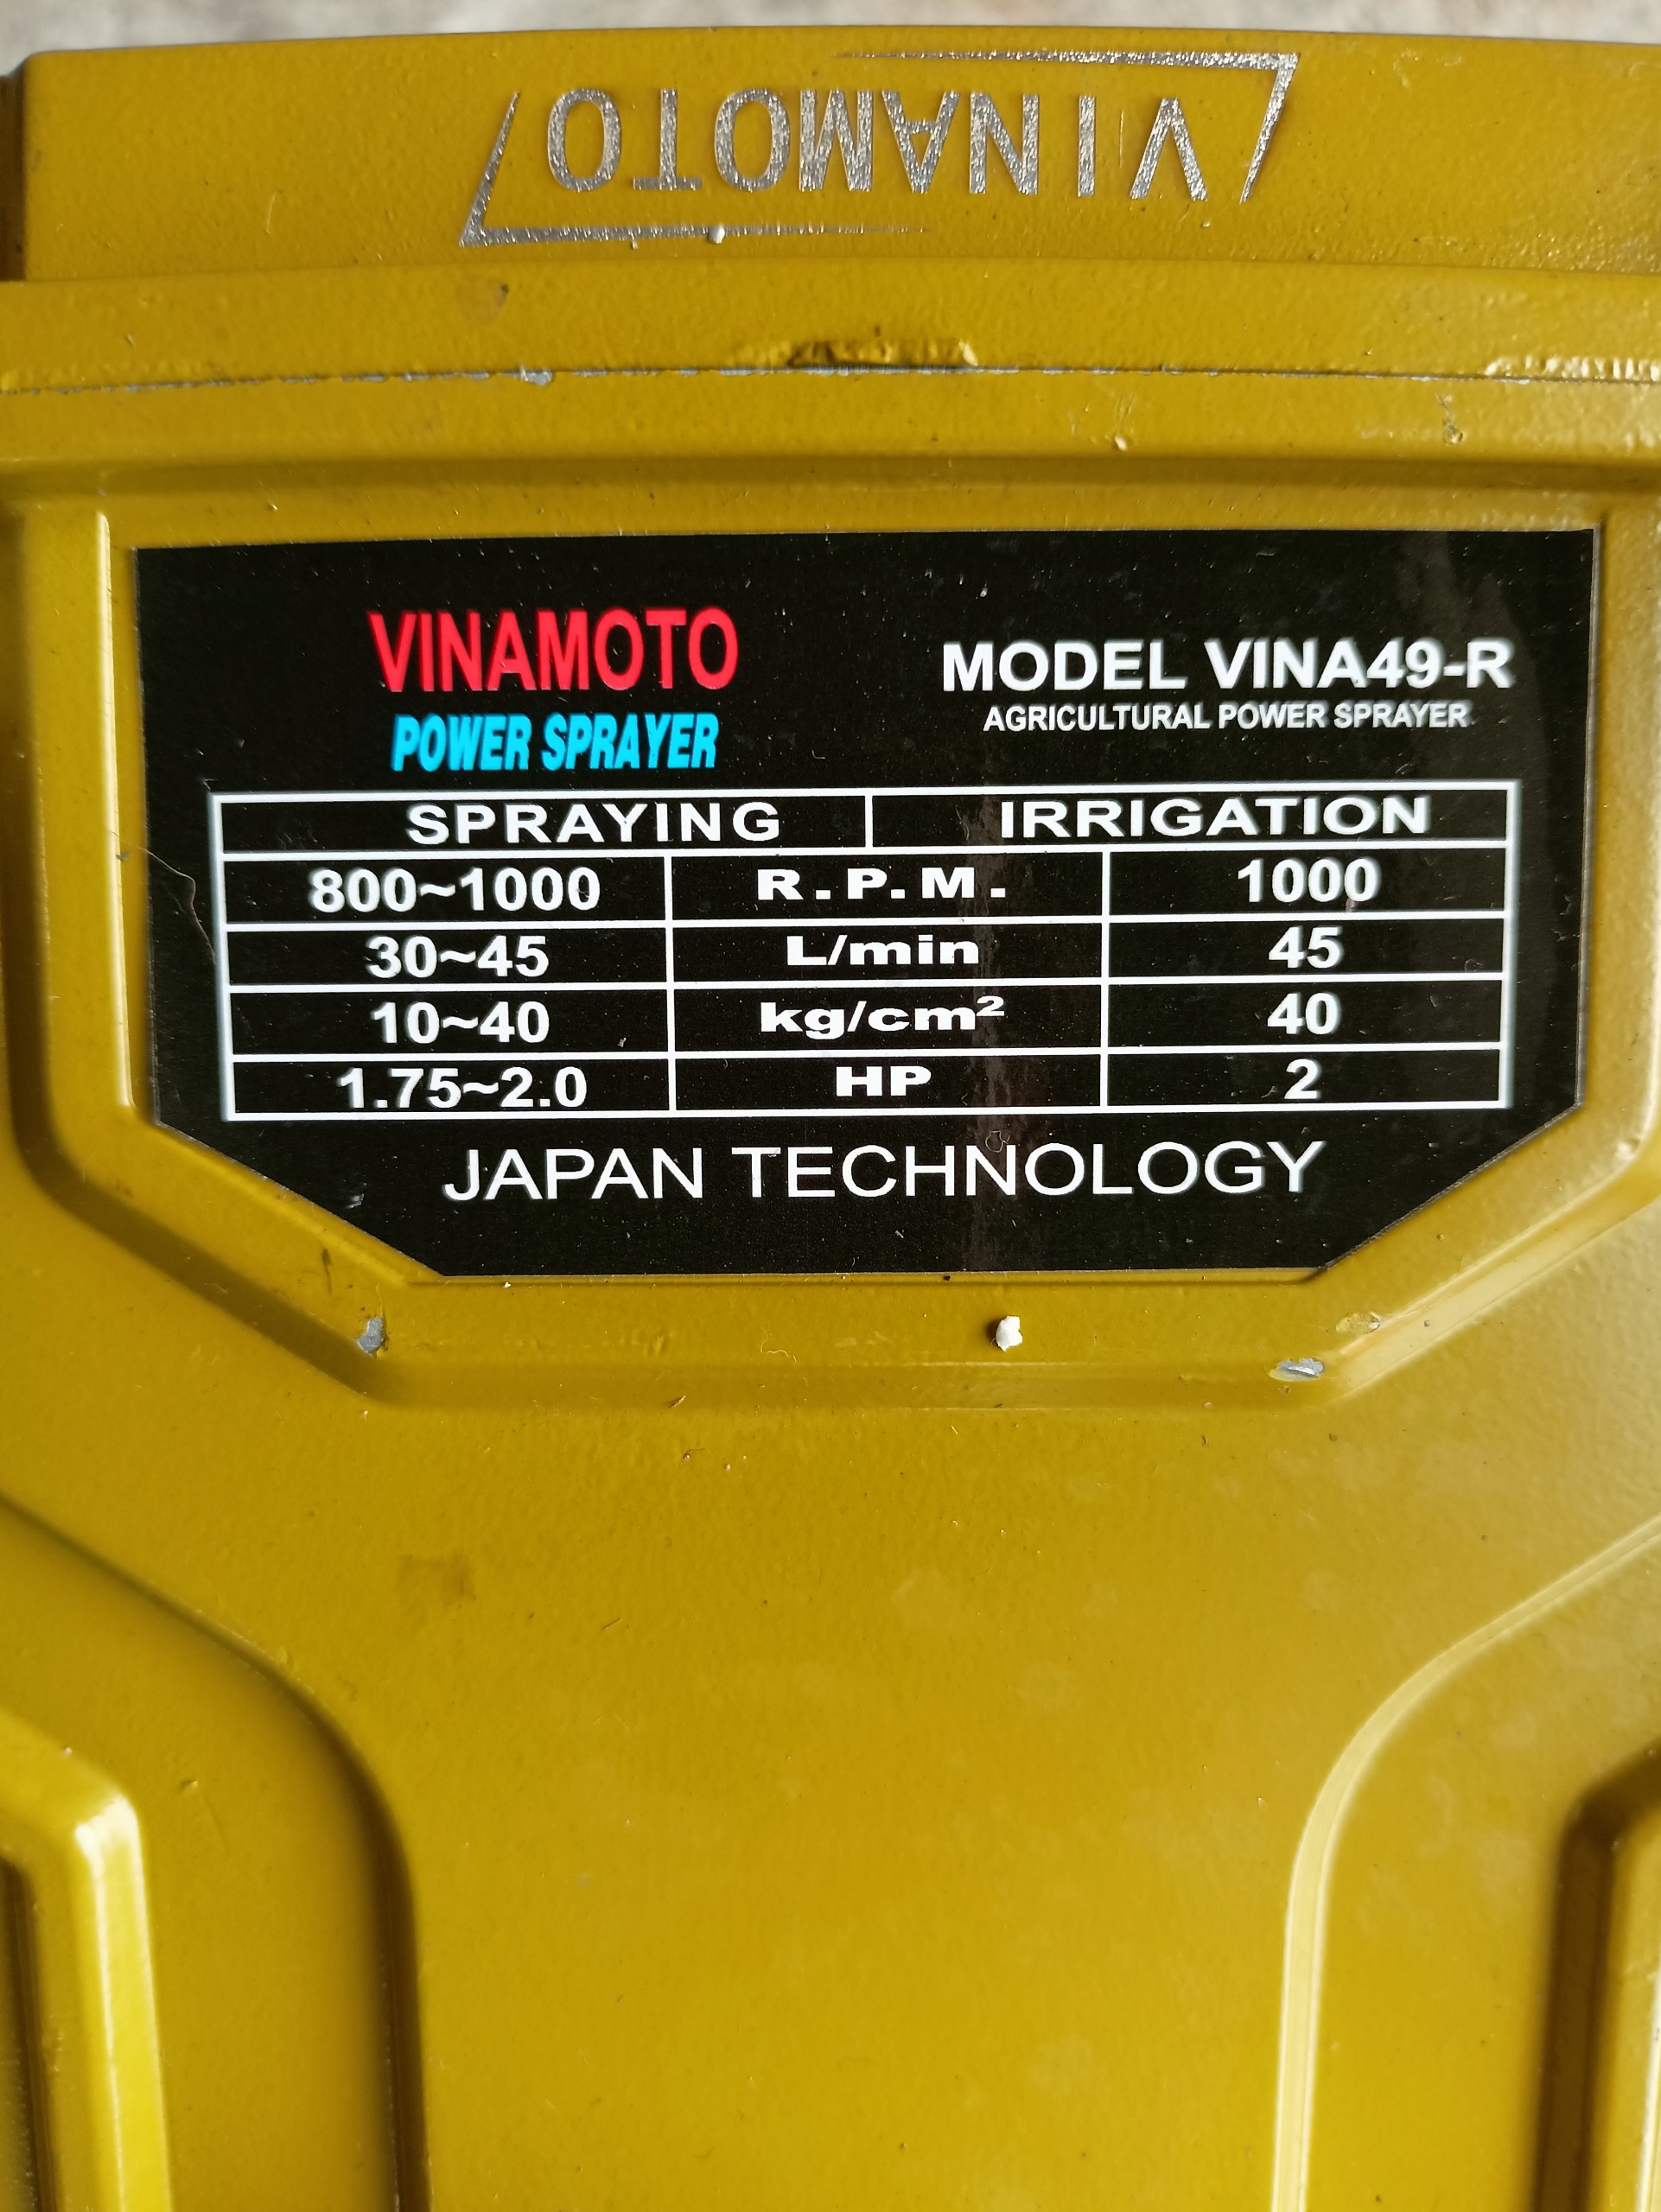 VINAMOTO
VINAMOTO
POWER SPRAYER
MODEL VINA49-R
AGRICULTURAL POWER SPRAYER
SPRAYING IRRIGATION
800~1000 R.P.M. 1000
30~45 L/min 45
10~40 kg/cm² 40
1.75~2.0 HP 2
JAPAN TECHNOLOGY